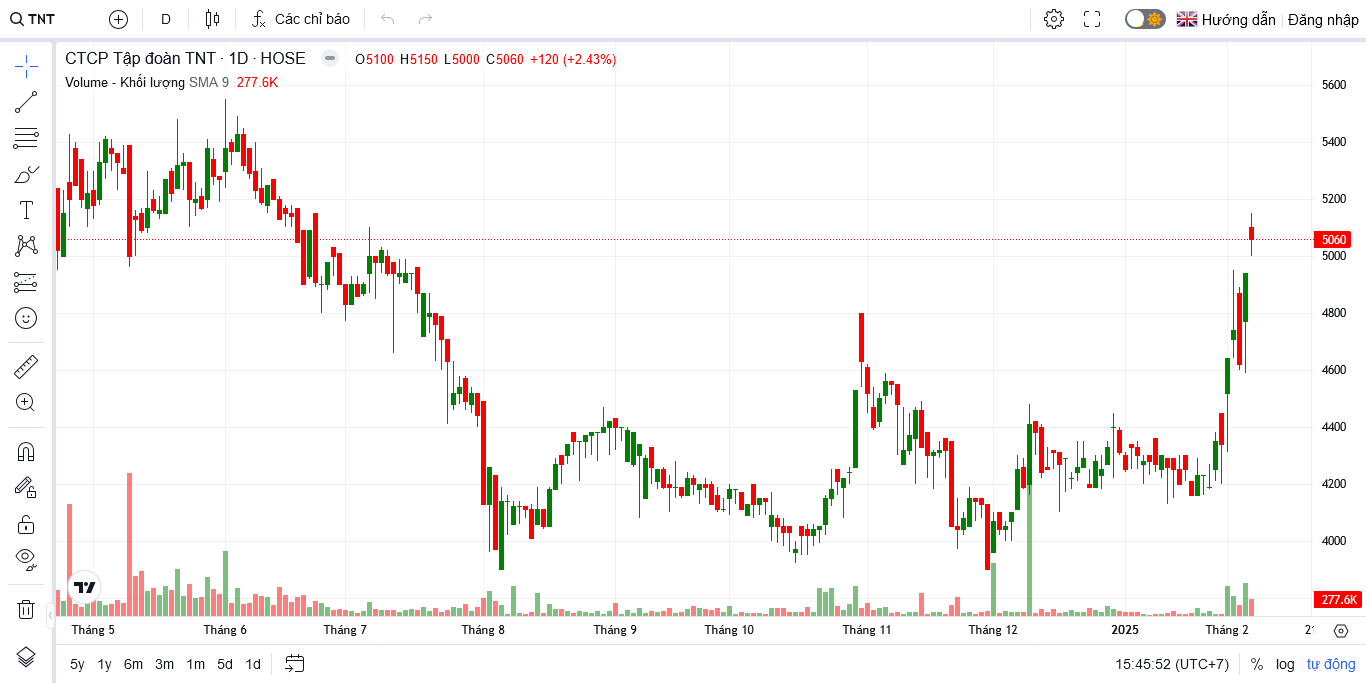 TNT D Các chỉ báo Hướng dẫn Đăng nhập
CTCP Tập đoàn TNT · 1D · HOSE O5100 H5150 L5000 C5060 +120 (+2.43%)
Volume - Khối lượng SMA 9 277.6K
5600
5400
5200
5060
5000
4800
4600
4400
4200
4000
277.6K
Tháng 5 Tháng 6 Tháng 7 Tháng 8 Tháng 9 Tháng 10 Tháng 11 Tháng 12 2025 Tháng 2
5y 1y 6m 3m 1m 5d 1d 15:45:52 (UTC+7) % log tự động